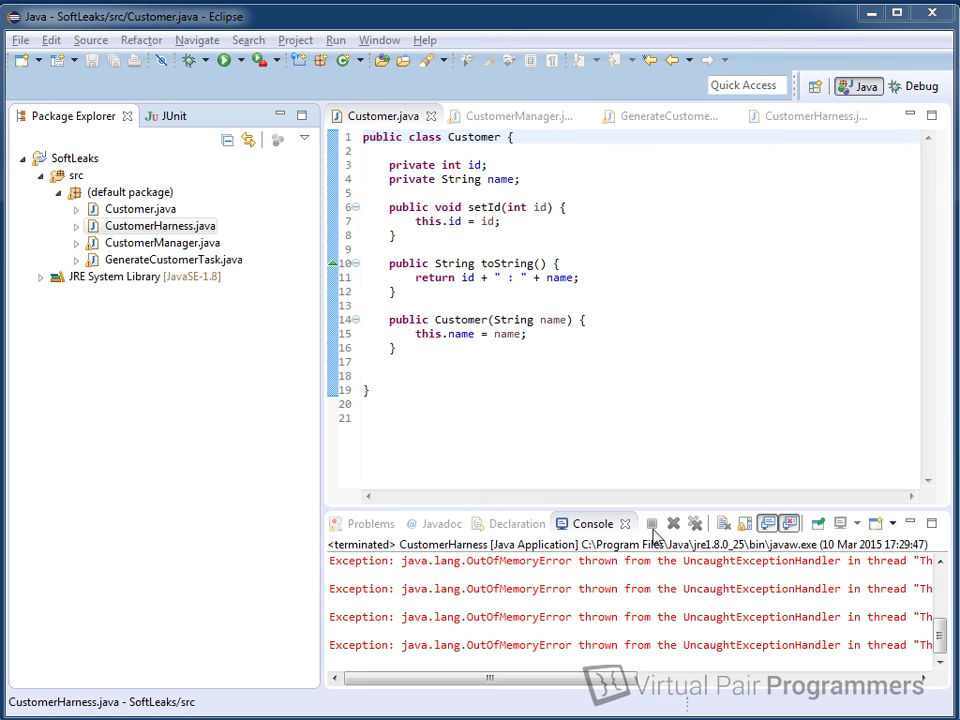 Java - SoftLeaks/src/Customer.java - Eclipse
File Edit Source Refactor Navigate Search Project Run Window Help
Quick Access Java Debug
Package Explorer JUnit
SoftLeaks
src
(default package)
Customer.java
CustomerHarness.java
CustomerManager.java
GenerateCustomerTask.java
JRE System Library [JavaSE-1.8]
Customer.java CustomerManager.j... GenerateCustome... CustomerHarness.j...
1 public class Customer {
2
3 private int id;
4 private String name;
5
6 public void setId(int id) {
7 this.id = id;
8 }
9
10 public String toString() {
11 return id + " : " + name;
12 }
13
14 public Customer(String name) {
15 this.name = name;
16 }
17
18
19 }
20
21
Problems @ Javadoc Declaration Console
<terminated> CustomerHarness [Java Application] C:\Program Files\Java\jre1.8.0_25\bin\javaw.exe (10 Mar 2015 17:29:47)
Exception: java.lang.OutOfMemoryError thrown from the UncaughtExceptionHandler in thread "Th
Exception: java.lang.OutOfMemoryError thrown from the UncaughtExceptionHandler in thread "Th
Exception: java.lang.OutOfMemoryError thrown from the UncaughtExceptionHandler in thread "Th
Exception: java.lang.OutOfMemoryError thrown from the UncaughtExceptionHandler in thread "Th
Virtual Pair Programmers
CustomerHarness.java - SoftLeaks/src